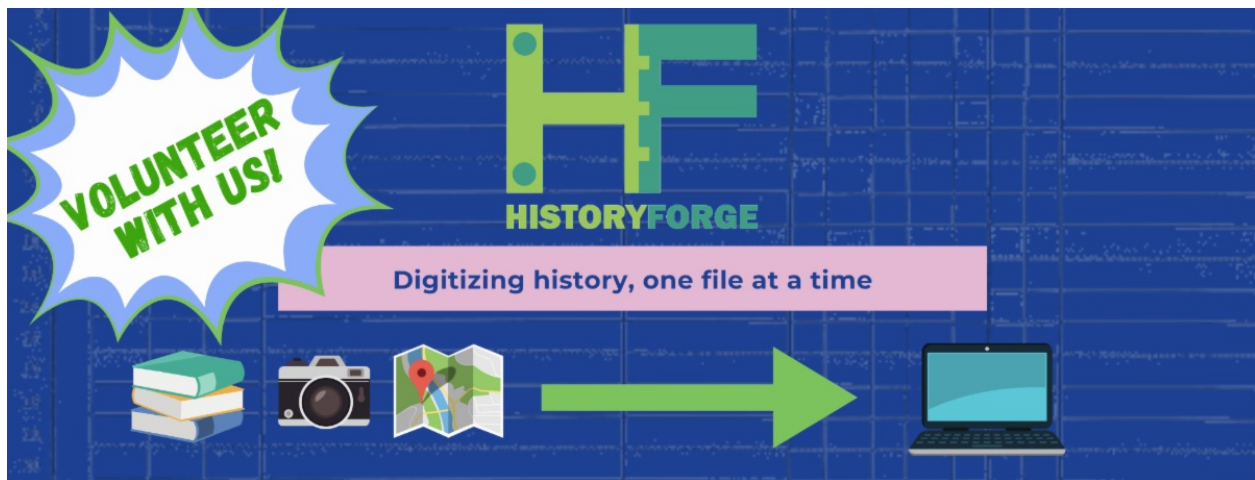 VOLUNTEER
WITH US!
HF
HISTORYFORGE
Digitizing history, one file at a time